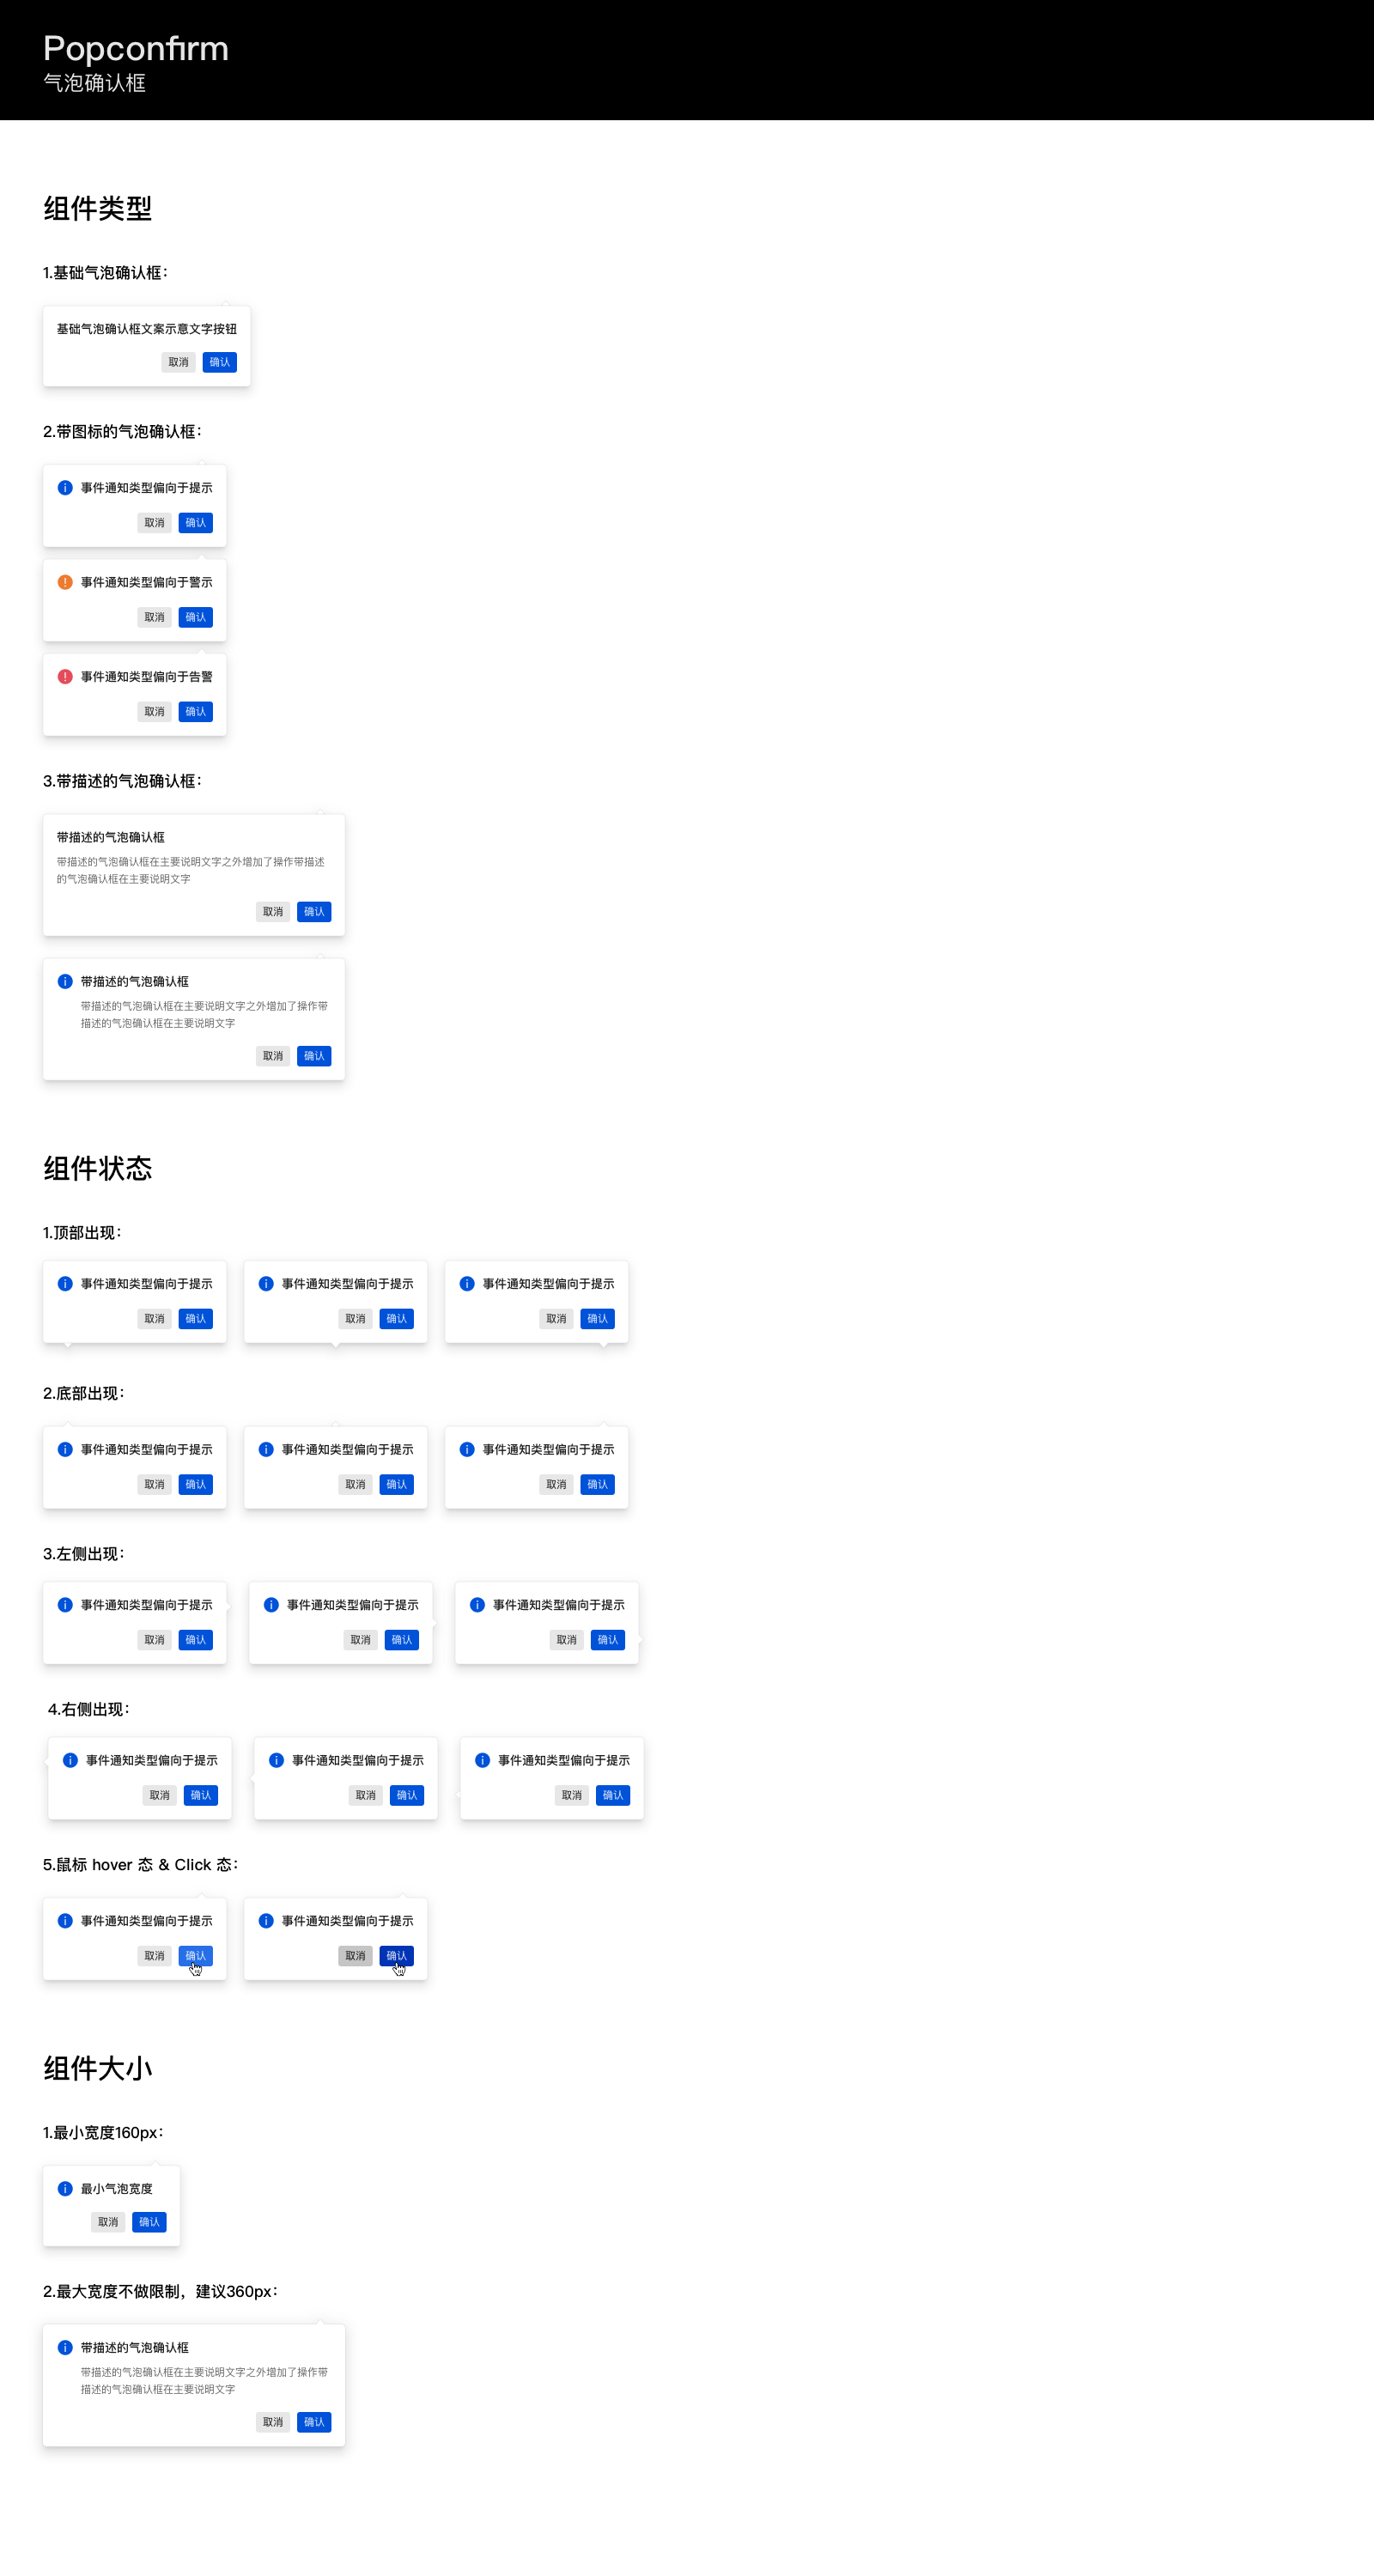 Popconfirm
气泡确认框
组件类型
1.基础气泡确认框：
基础气泡确认框文案示意文字按钮
取消 确认
2.带图标的气泡确认框：
事件通知类型偏向于提示
取消 确认
事件通知类型偏向于警示
取消 确认
事件通知类型偏向于告警
取消 确认
3.带描述的气泡确认框：
带描述的气泡确认框
带描述的气泡确认框在主要说明文字之外增加了操作带描述
的气泡确认框在主要说明文字
取消 确认
带描述的气泡确认框
带描述的气泡确认框在主要说明文字之外增加了操作带
描述的气泡确认框在主要说明文字
取消 确认
组件状态
1.顶部出现：
事件通知类型偏向于提示 事件通知类型偏向于提示 事件通知类型偏向于提示
取消 确认 取消 确认 取消 确认
2.底部出现：
事件通知类型偏向于提示 事件通知类型偏向于提示 事件通知类型偏向于提示
取消 确认 取消 确认 取消 确认
3.左侧出现：
事件通知类型偏向于提示 事件通知类型偏向于提示 事件通知类型偏向于提示
取消 确认 取消 确认 取消 确认
4.右侧出现：
事件通知类型偏向于提示 事件通知类型偏向于提示 事件通知类型偏向于提示
取消 确认 取消 确认 取消 确认
5.鼠标 hover 态 & Click 态：
事件通知类型偏向于提示 事件通知类型偏向于提示
取消 确认 取消 确认
组件大小
1.最小宽度160px：
最小气泡宽度
取消 确认
2.最大宽度不做限制，建议360px：
带描述的气泡确认框
带描述的气泡确认框在主要说明文字之外增加了操作带
描述的气泡确认框在主要说明文字
取消 确认